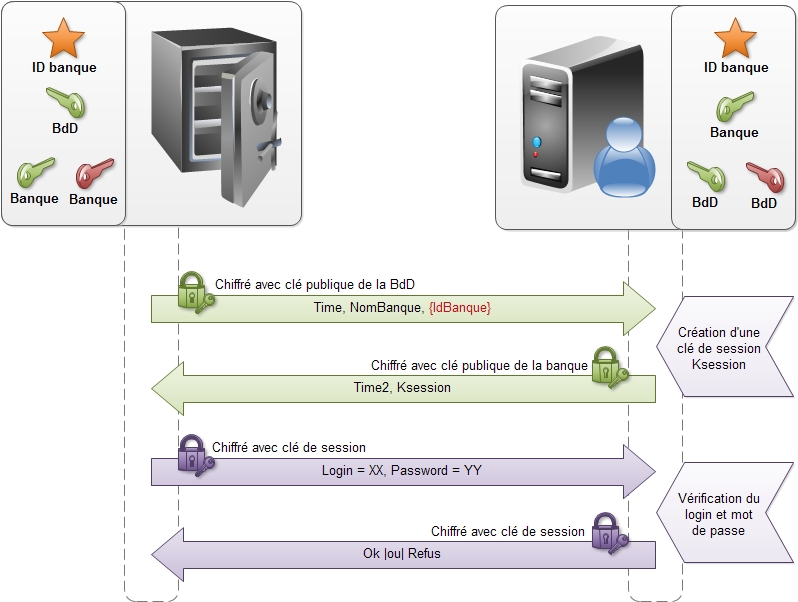 ID banque
BdD
Banque
Banque
ID banque
Banque
BdD
BdD
Chiffré avec clé publique de la BdD
Time, NomBanque, {IdBanque}
Création d'une
clé de session
Ksession
Chiffré avec clé publique de la banque
Time2, Ksession
Chiffré avec clé de session
Login = XX, Password = YY
Vérification du
login et mot
de passe
Chiffré avec clé de session
Ok |ou| Refus